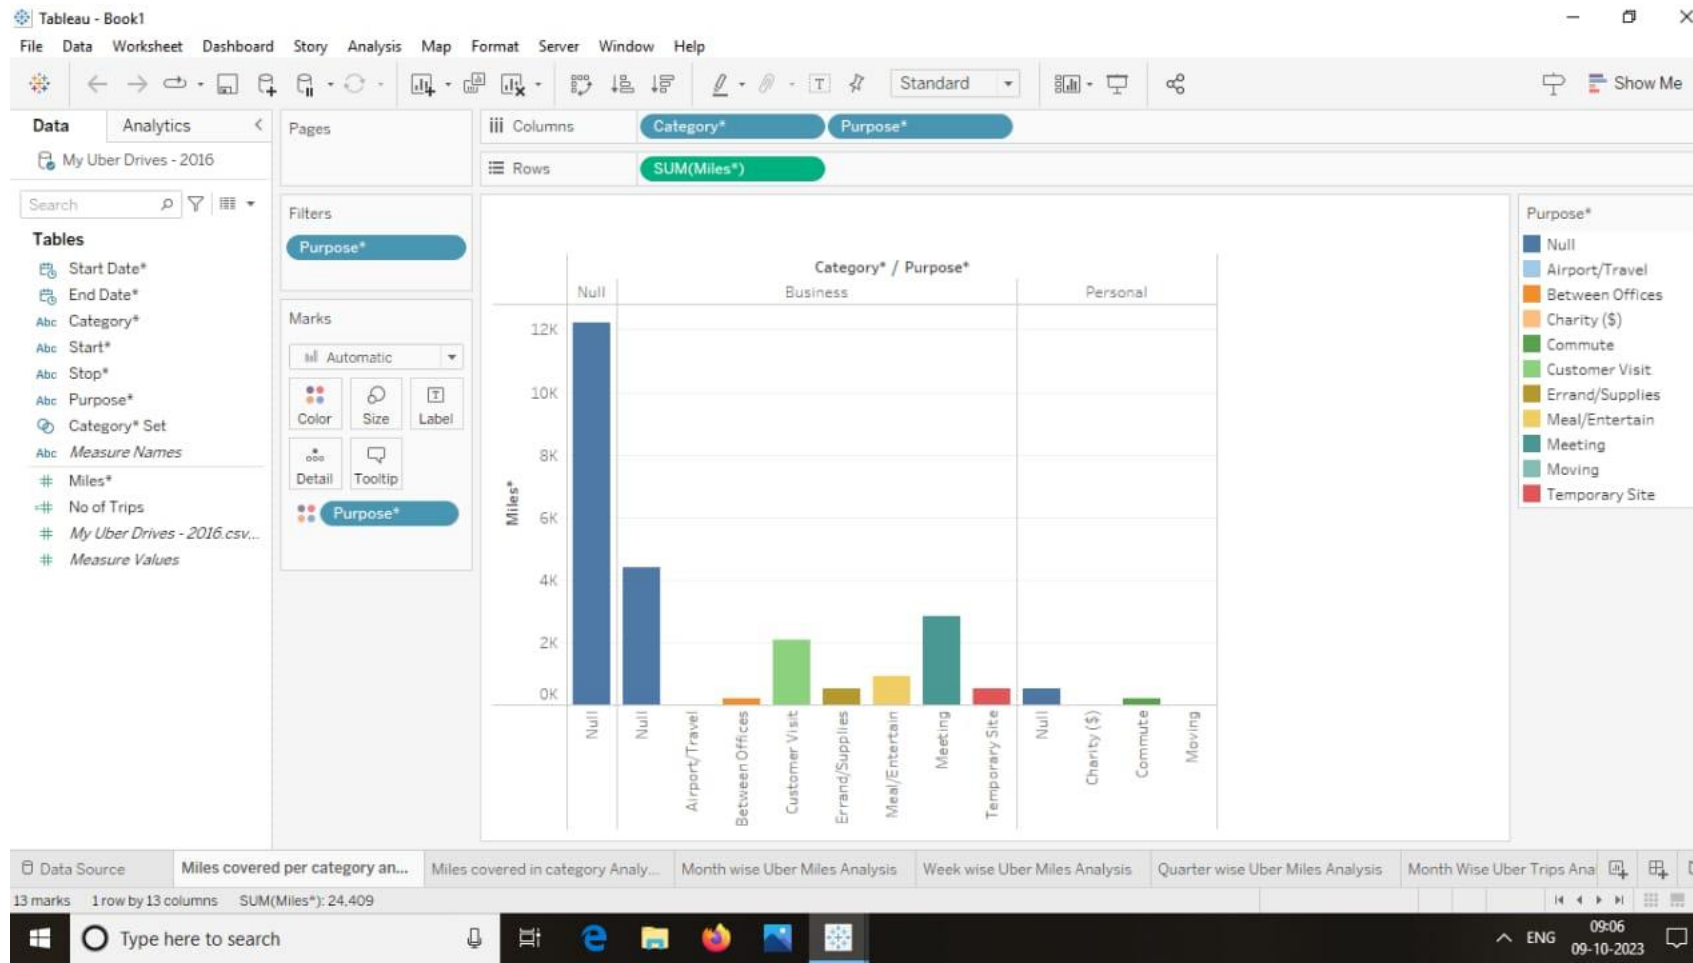 Tableau - Book1
File Data Worksheet Dashboard Story Analysis Map Format Server Window Help
Standard
Show Me
Data Analytics
My Uber Drives - 2016
Search
Tables
Start Date*
End Date*
Abc Category*
Abc Start*
Abc Stop*
Abc Purpose*
Category* Set
Abc Measure Names
# Miles*
=# No of Trips
# My Uber Drives - 2016.csv...
# Measure Values
Pages
Filters
Purpose*
Marks
Automatic
Color Size Label
Detail Tooltip
Purpose*
Columns Category* Purpose*
Rows SUM(Miles*)
Category* / Purpose*
Null Business Personal
Miles*
12K
10K
8K
6K
4K
2K
0K
Null
Null
Airport/Travel
Between Offices
Customer Visit
Errand/Supplies
Meal/Entertain
Meeting
Temporary Site
Null
Charity ($)
Commute
Moving
Purpose*
Null
Airport/Travel
Between Offices
Charity ($)
Commute
Customer Visit
Errand/Supplies
Meal/Entertain
Meeting
Moving
Temporary Site
Data Source Miles covered per category an... Miles covered in category Analy... Month wise Uber Miles Analysis Week wise Uber Miles Analysis Quarter wise Uber Miles Analysis Month Wise Uber Trips Ana
13 marks 1 row by 13 columns SUM(Miles*): 24,409
Type here to search
ENG
09:06
09-10-2023